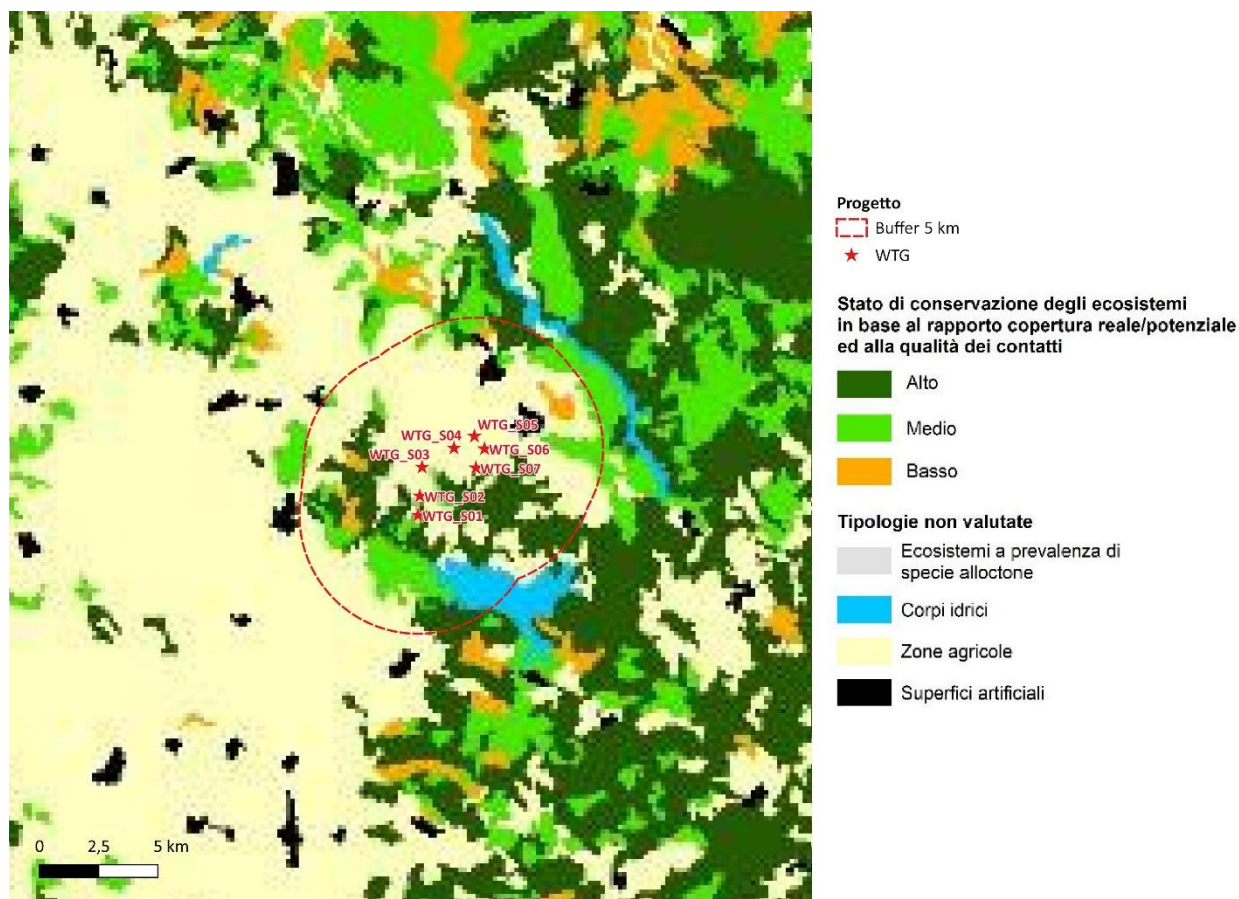 WTG_S05
WTG_S04
WTG_S06
WTG_S03
WTG_S07
WTG_S02
WTG_S01
0 2,5 5 km
Progetto
Buffer 5 km
WTG
Stato di conservazione degli ecosistemi
in base al rapporto copertura reale/potenziale
ed alla qualità dei contatti
Alto
Medio
Basso
Tipologie non valutate
Ecosistemi a prevalenza di
specie alloctone
Corpi idrici
Zone agricole
Superfici artificiali